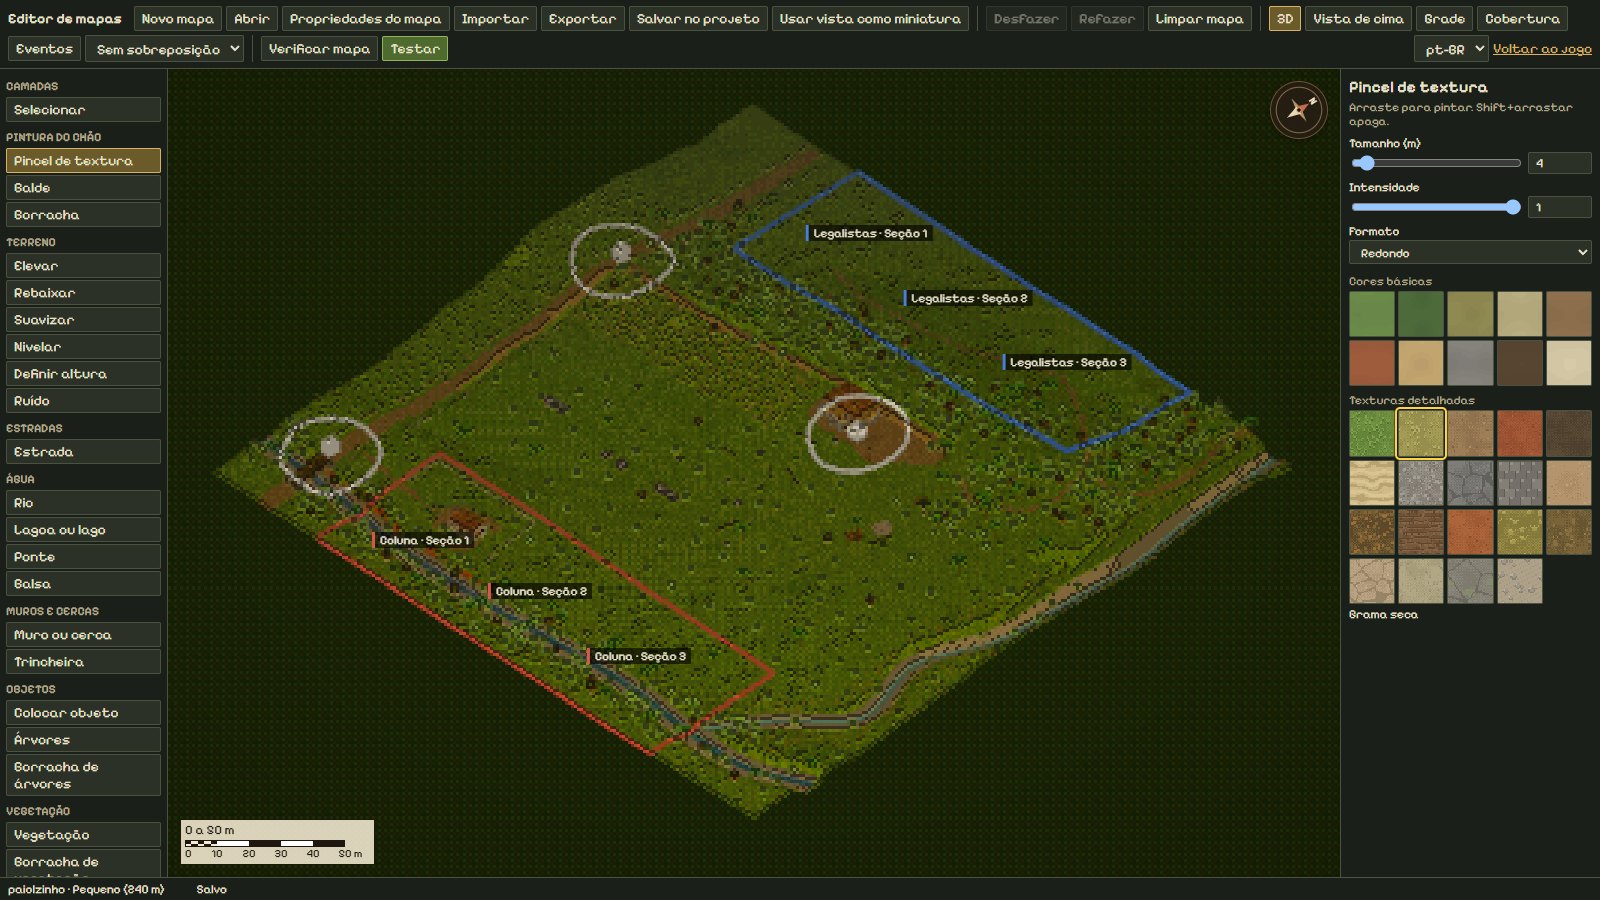 Editor de mapas
Novo mapa
Abrir
Propriedades do mapa
Importar
Exportar
Salvar no projeto
Usar vista como miniatura
Desfazer
Refazer
Limpar mapa
3D
Vista de cima
Grade
Cobertura
Eventos
Sem sobreposição
Verificar mapa
Testar
pt-BR
Voltar ao jogo
CAMADAS
Selecionar
PINTURA DO CHÃO
Pincel de textura
Balde
Borracha
TERRENO
Elevar
Rebaixar
Suavizar
Nivelar
Definir altura
Ruído
ESTRADAS
Estrada
ÁGUA
Rio
Lagoa ou lago
Ponte
Balsa
MUROS E CERCAS
Muro ou cerca
Trincheira
OBJETOS
Colocar objeto
Árvores
Borracha de
árvores
VEGETAÇÃO
Vegetação
Borracha de
vegetação
Legalistas · Seção 1
Legalistas · Seção 2
Legalistas · Seção 3
Coluna · Seção 1
Coluna · Seção 2
Coluna · Seção 3
0 a 50 m
0 10 20 30 40 50 m
Pincel de textura
Arraste para pintar. Shift+arrastar
apaga.
Tamanho (m)
4
Intensidade
1
Formato
Redondo
Cores básicas
Texturas detalhadas
Grama seca
paiolzinho · Pequeno (240 m)
Salvo